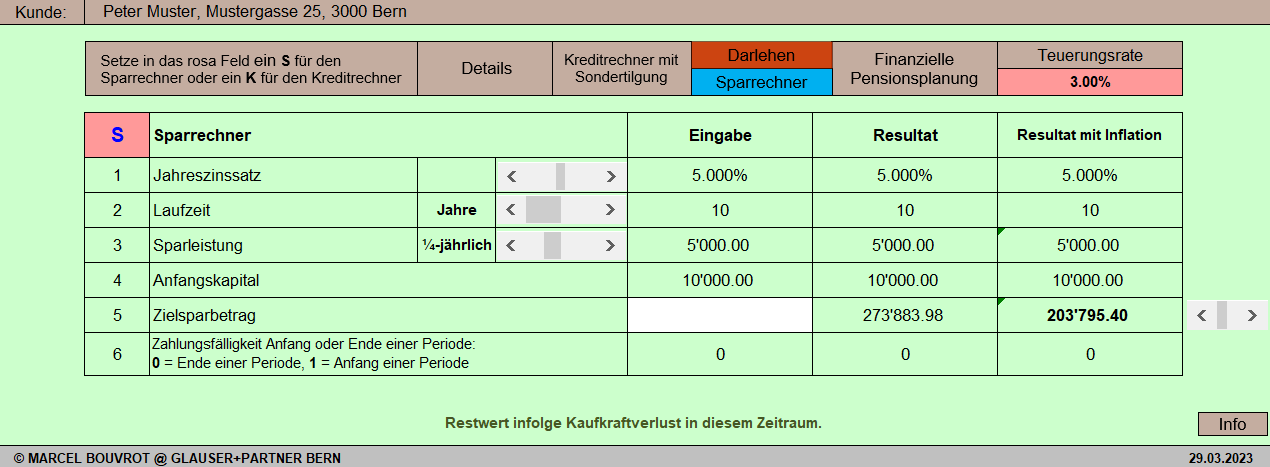 Kunde: Peter Muster, Mustergasse 25, 3000 Bern
Setze in das rosa Feld ein S für den
Sparrechner oder ein K für den Kreditrechner
Details
Kreditrechner mit
Sondertilgung
Darlehen
Sparrechner
Finanzielle
Pensionsplanung
Teuerungsrate
3.00%
S Sparrechner Eingabe Resultat Resultat mit Inflation
1 Jahreszinssatz 5.000% 5.000% 5.000%
2 Laufzeit Jahre 10 10 10
3 Sparleistung ¼-jährlich 5'000.00 5'000.00 5'000.00
4 Anfangskapital 10'000.00 10'000.00 10'000.00
5 Zielsparbetrag 273'883.98 203'795.40
6 Zahlungsfälligkeit Anfang oder Ende einer Periode:
0 = Ende einer Periode, 1 = Anfang einer Periode 0 0 0
Restwert infolge Kaufkraftverlust in diesem Zeitraum.
Info
© MARCEL BOUVROT @ GLAUSER+PARTNER BERN 29.03.2023